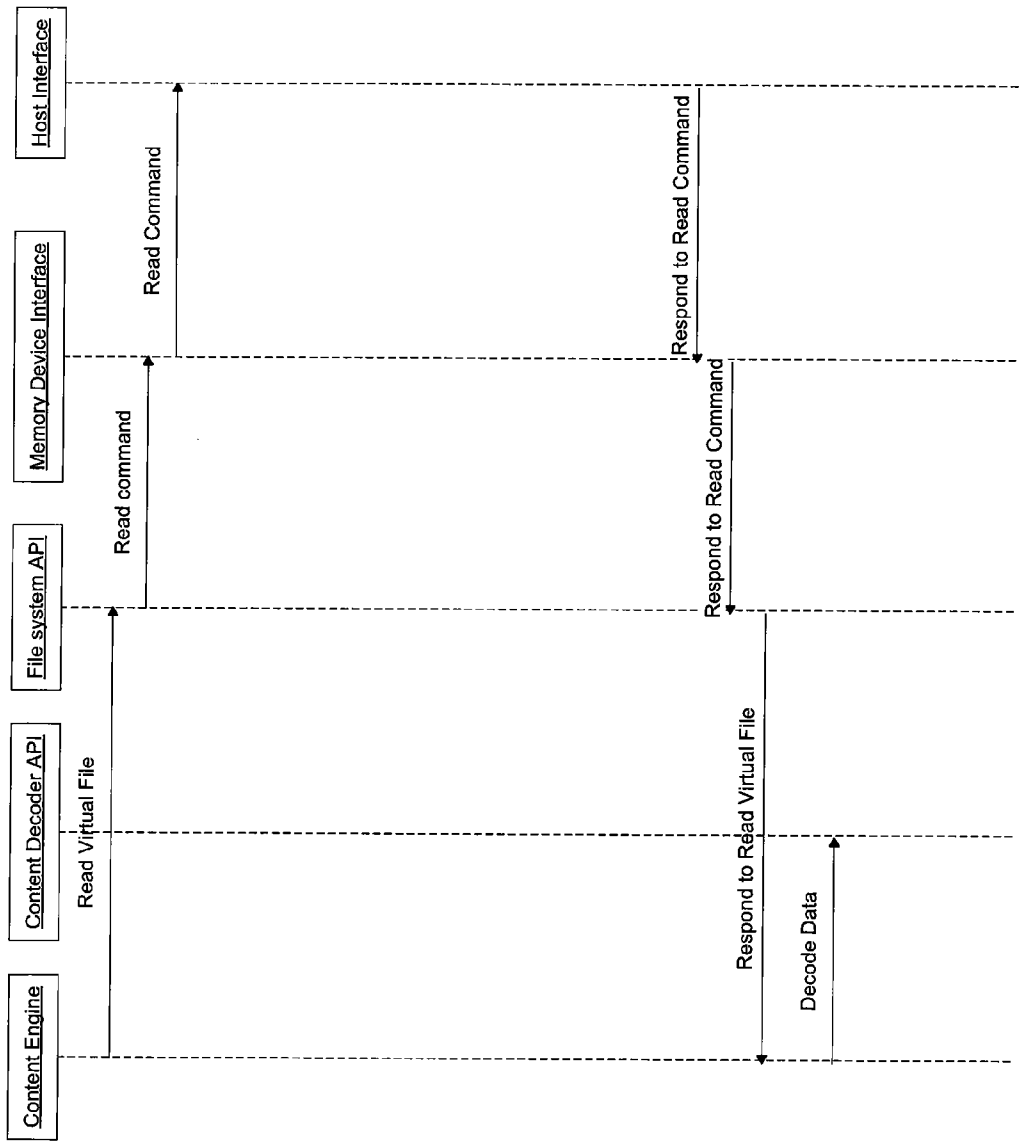 Content Engine
Content Decoder API
File system API
Memory Device Interface
Host Interface
Read Virtual File
Read command
Read Command
Respond to Read Command
Respond to Read Command
Respond to Read Virtual File
Decode Data